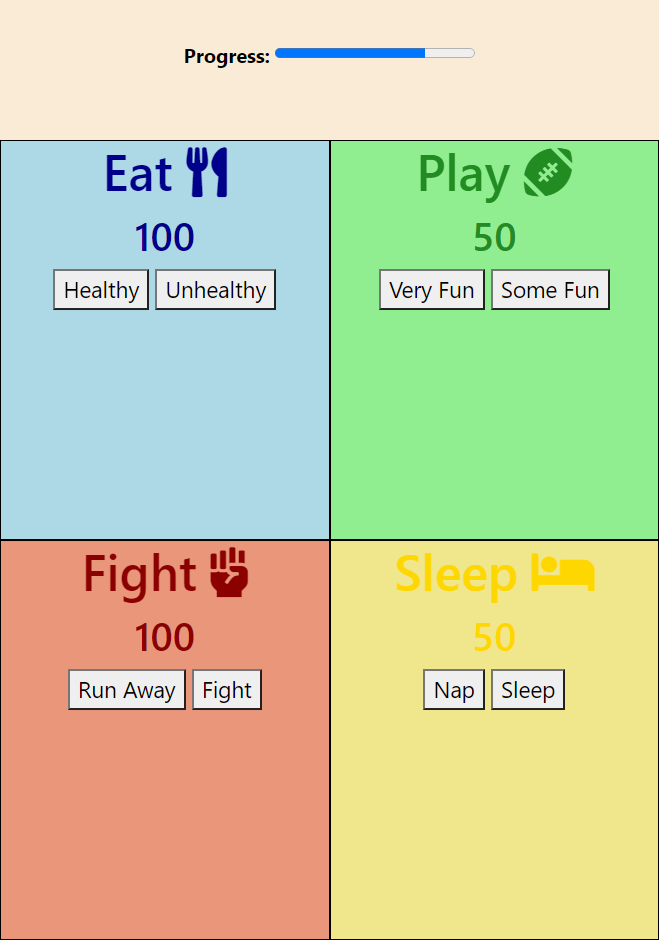 Progress:
Eat
100
Healthy Unhealthy
Play
50
Very Fun Some Fun
Fight
100
Run Away Fight
Sleep
50
Nap Sleep